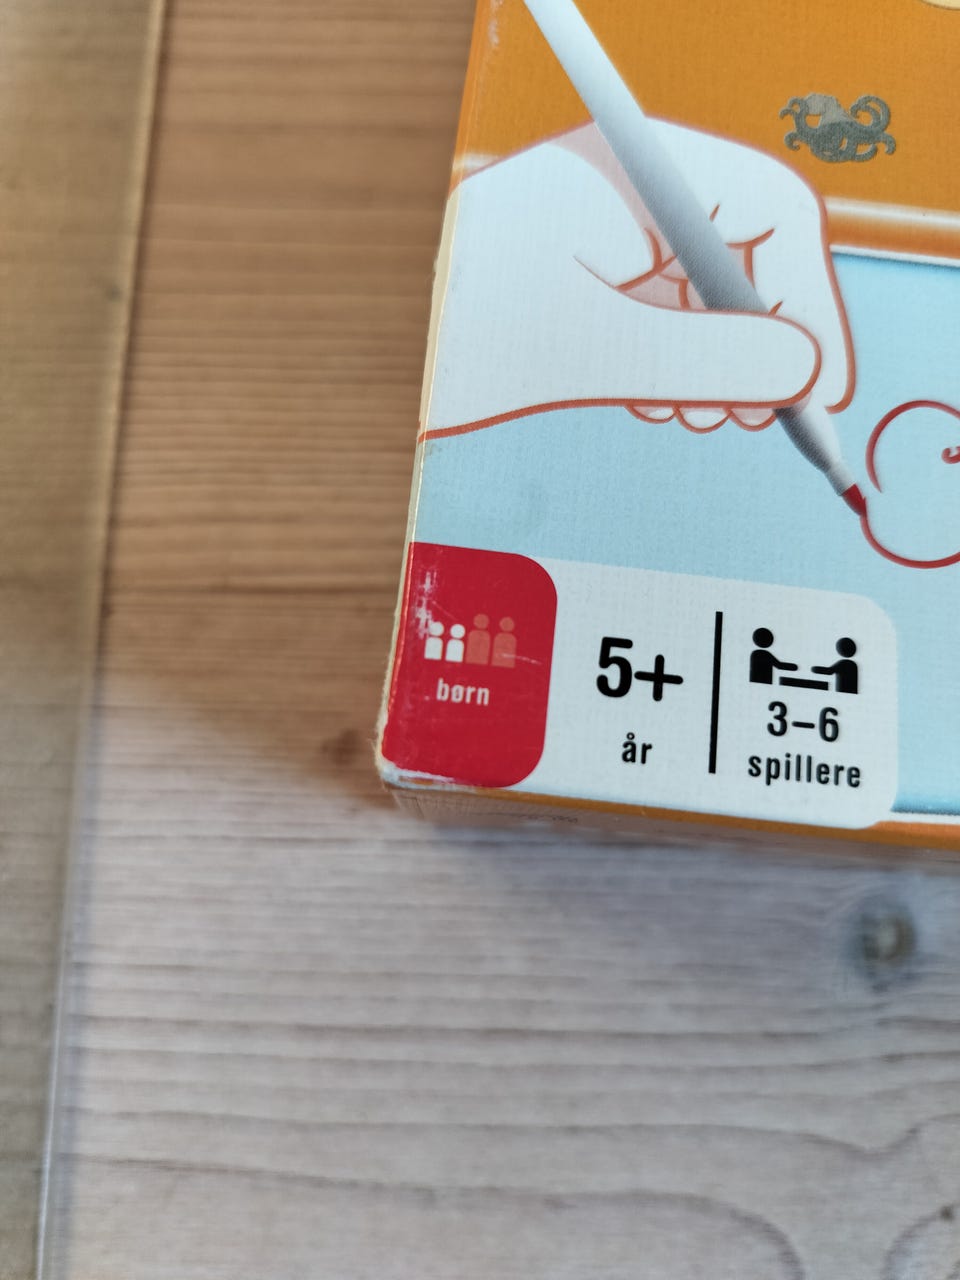 børn
5+
år
3–6
spillere